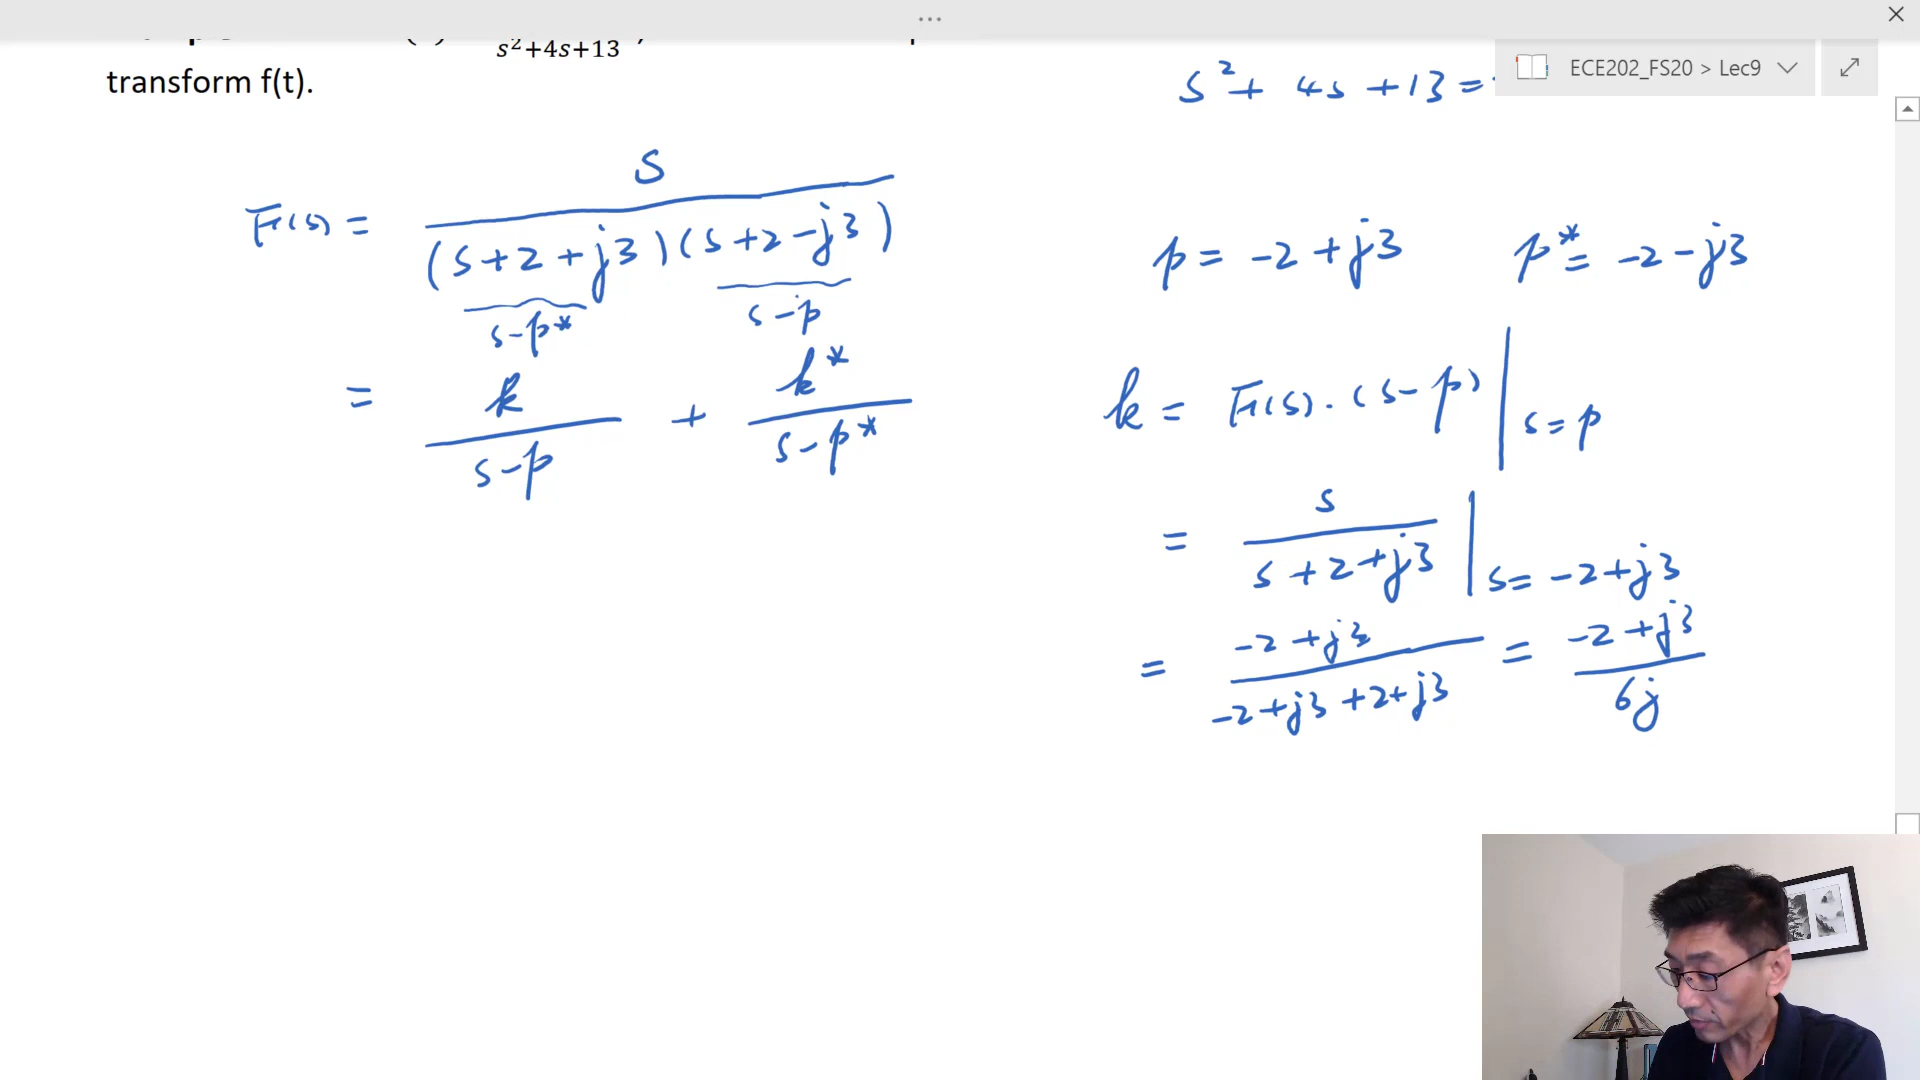 s²+4s+13
transform f(t).
ECE202_FS20 > Lec9
s² + 4s + 13 =
F(s) = s / (s+2+j3)(s+2-j3)
s-p* s-p
= k / s-p + k* / s-p*
p = -2 + j3 p* = -2 - j3
k = F(s) · (s-p) | s=p
= s / s+2+j3 | s= -2+j3
= -2+j3 / -2+j3+2+j3 = -2+j3 / 6j